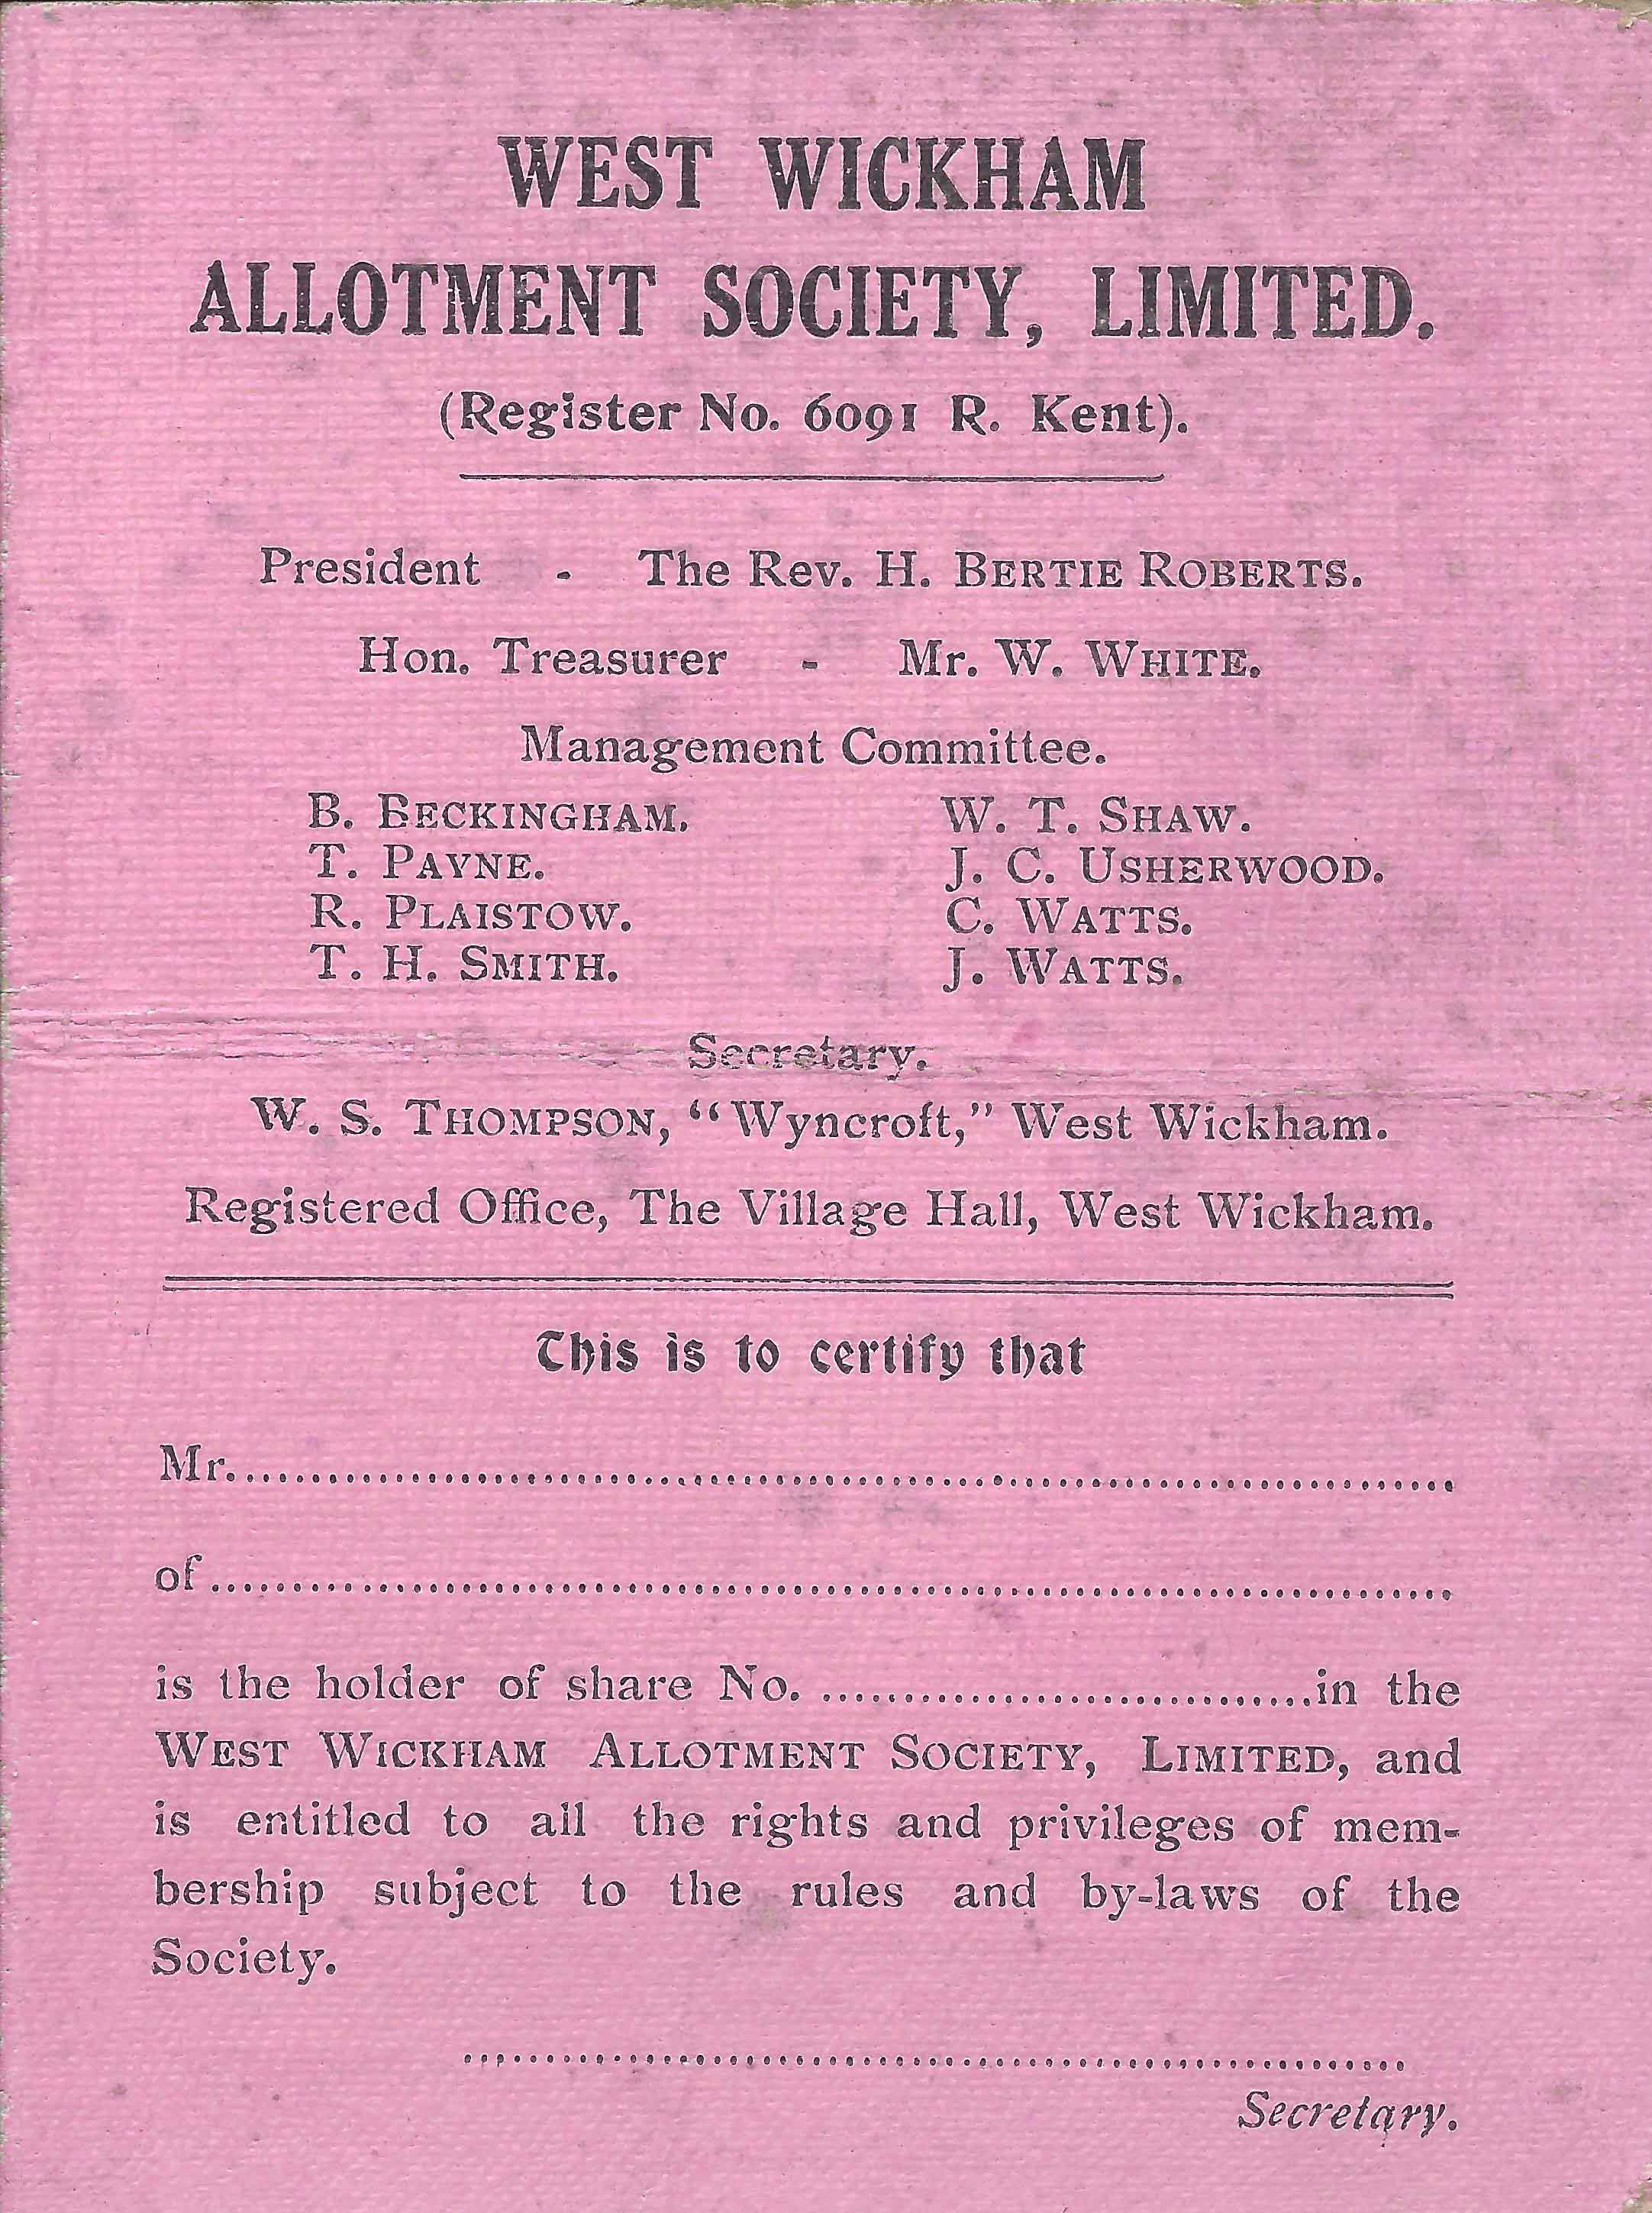 WEST WICKHAM
ALLOTMENT SOCIETY, LIMITED.
(Register No. 6091 R. Kent).
President - The Rev. H. BERTIE ROBERTS.
Hon. Treasurer - Mr. W. WHITE.
Management Committee.
B. BECKINGHAM.
T. PAYNE.
R. PLAISTOW.
T. H. SMITH.
W. T. SHAW.
J. C. USHERWOOD.
C. WATTS.
J. WATTS.
Secretary.
W. S. THOMPSON, “Wyncroft,” West Wickham.
Registered Office, The Village Hall, West Wickham.
This is to certify that
Mr.
of
is the holder of share No. in the
WEST WICKHAM ALLOTMENT SOCIETY, LIMITED, and
is entitled to all the rights and privileges of mem-
bership subject to the rules and by-laws of the
Society.
Secretary.